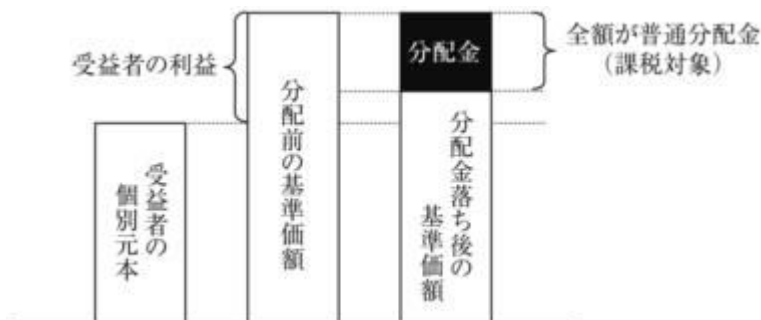 受益者の利益
受益者の
個別元本
分配前の基準価額
分配金
分配金落ち後の
基準価額
全額が普通分配金
（課税対象）